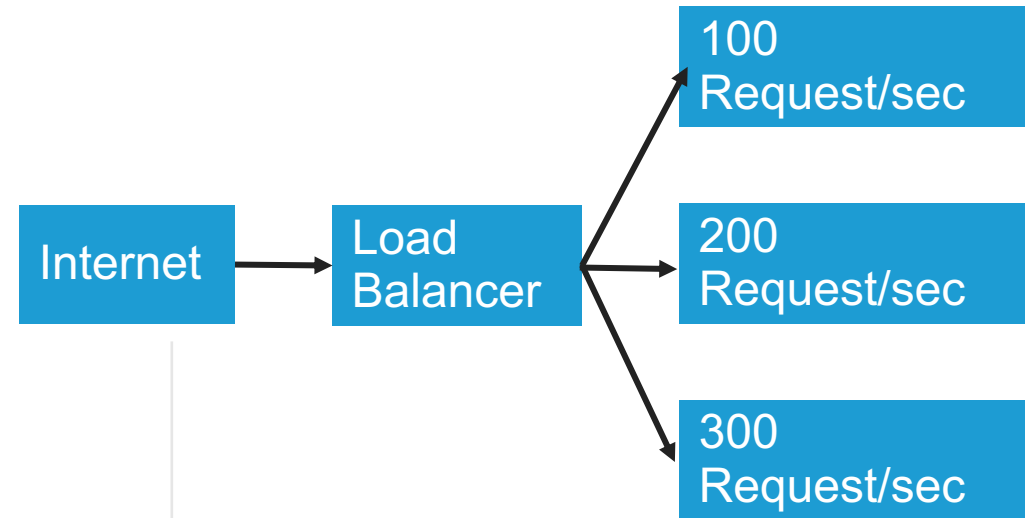 100
Request/sec
Internet
Load
Balancer
200
Request/sec
300
Request/sec